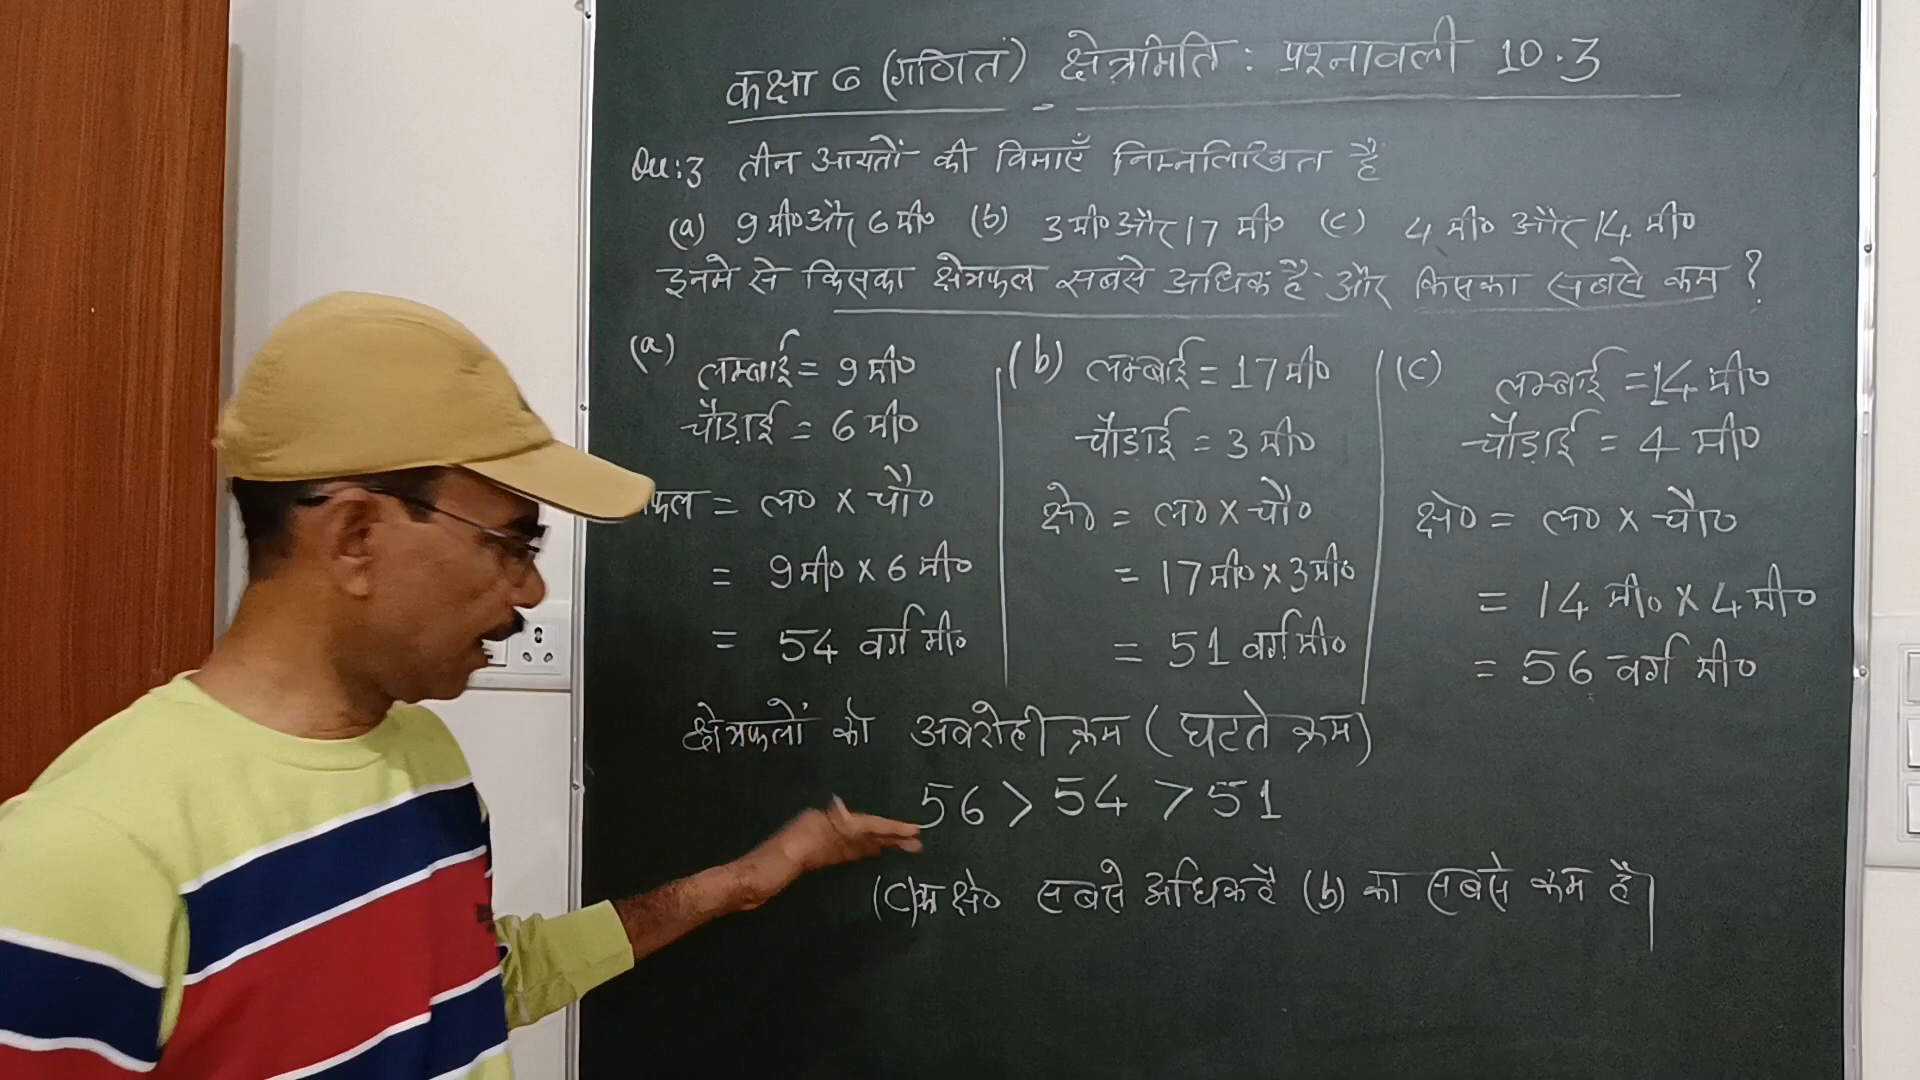 कक्षा 6 (गणित) क्षेत्रमिति : प्रश्नावली 10.3
Qu:3 तीन आयतों की विमाएँ निम्नलिखित हैं
(a) 9 मी० और 6 मी० (b) 3 मी० और 17 मी० (c) 4 मी० और 14 मी०
इनमे से किसका क्षेत्रफल सबसे अधिक है और किसका सबसे कम ?
(a) लम्बाई = 9 मी०
चौड़ाई = 6 मी०
फल = ल० x चौ०
= 9 मी० x 6 मी०
= 54 वर्ग मी०
(b) लम्बाई = 17 मी०
चौड़ाई = 3 मी०
क्षे० = ल० x चौ०
= 17 मी० x 3 मी०
= 51 वर्ग मी०
(c) लम्बाई = 14 मी०
चौड़ाई = 4 मी०
क्षे० = ल० x चौ०
= 14 मी० x 4 मी०
= 56 वर्ग मी०
क्षेत्रफलों को अवरोही क्रम (घटते क्रम)
56 > 54 > 51
(C) का क्षे० सबसे अधिक है (b) का सबसे कम है|